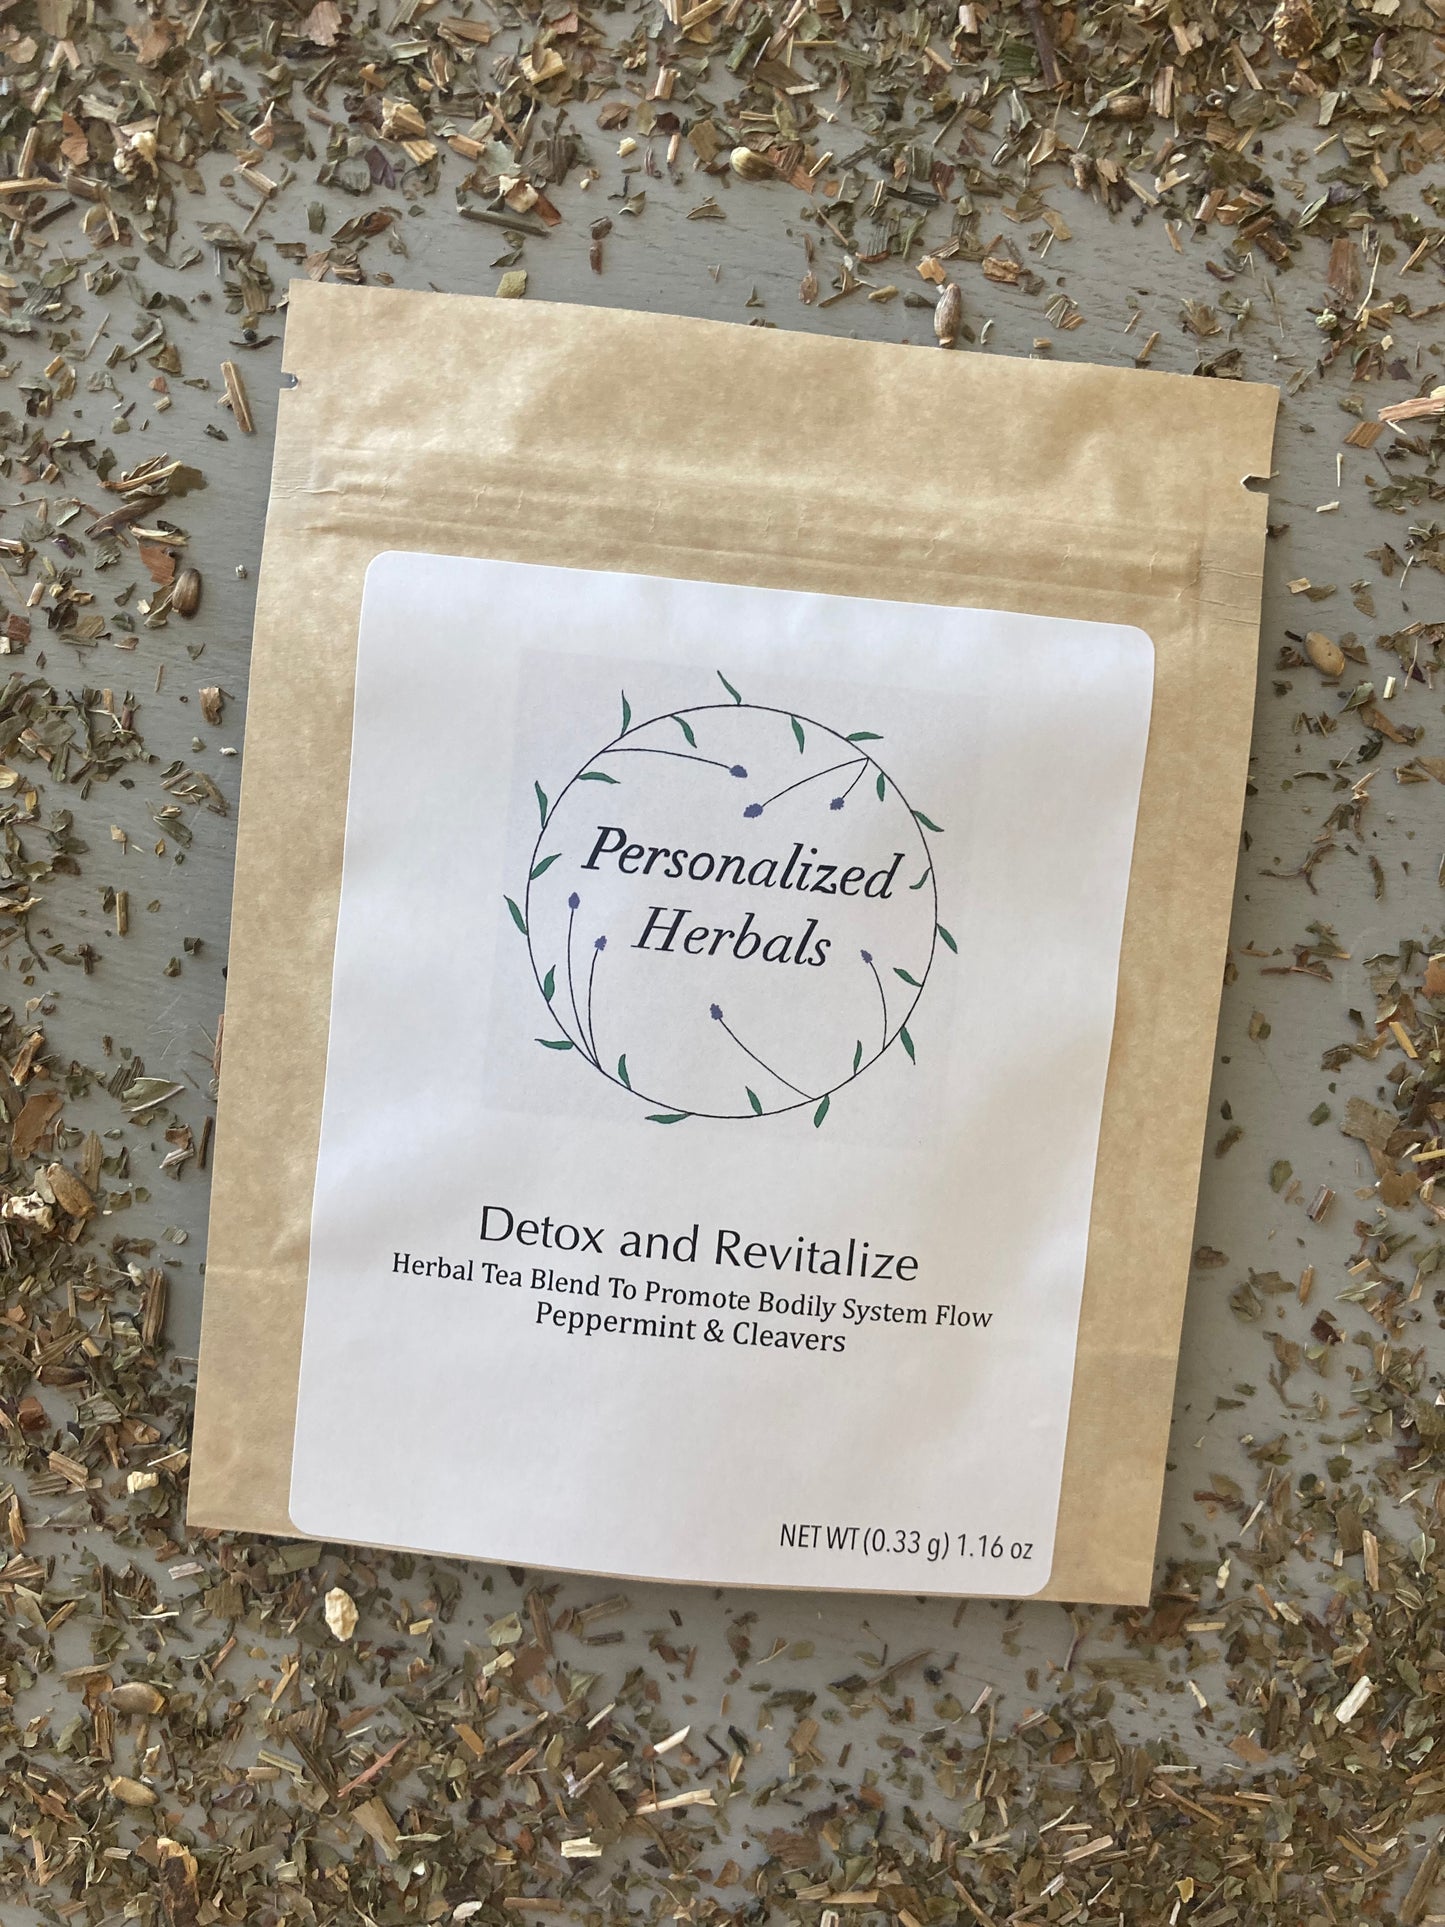 Personalized
Herbals
Detox and Revitalize
Herbal Tea Blend To Promote Bodily System Flow
Peppermint & Cleavers
NET WT (0.33 g) 1.16 oz